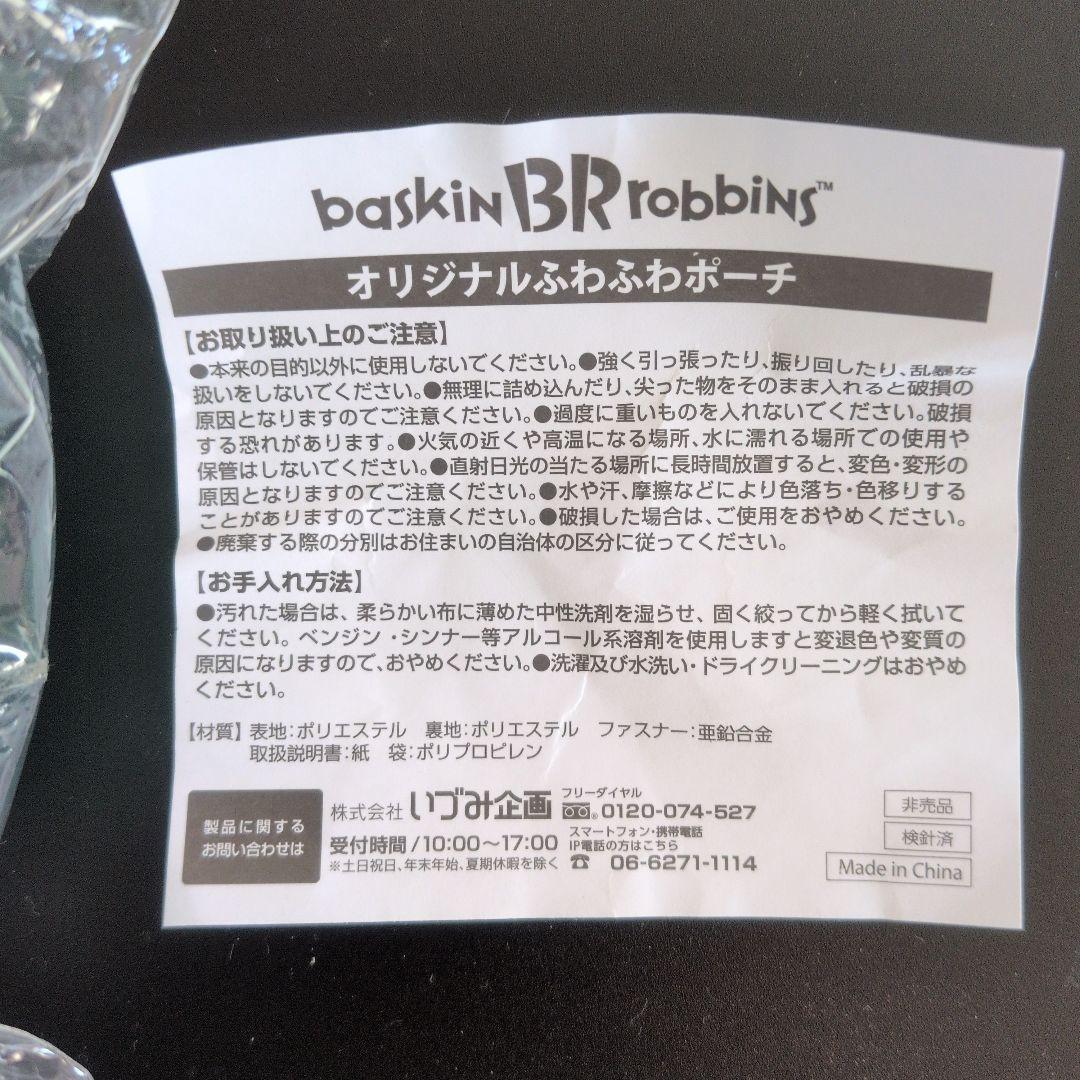 baskin BR robbins™
オリジナルふわふわポーチ
【お取り扱い上のご注意】
●本来の目的以外に使用しないでください。●強く引っ張ったり、振り回したり、乱暴な
扱いをしないでください。●無理に詰め込んだり、尖った物をそのまま入れると破損の
原因となりますのでご注意ください。●過度に重いものを入れないでください。破損
する恐れがあります。●火気の近くや高温になる場所、水に濡れる場所での使用や
保管はしないでください。●直射日光の当たる場所に長時間放置すると、変色・変形の
原因となりますのでご注意ください。●水や汗、摩擦などにより色落ち・色移りする
ことがありますのでご注意ください。●破損した場合は、ご使用をおやめください。
●廃棄する際の分別はお住まいの自治体の区分に従ってください。
【お手入れ方法】
●汚れた場合は、柔らかい布に薄めた中性洗剤を湿らせ、固く絞ってから軽く拭いて
ください。ベンジン・シンナー等アルコール系溶剤を使用しますと変退色や変質の
原因になりますので、おやめください。●洗濯及び水洗い・ドライクリーニングはおやめ
ください。
【材質】表地：ポリエステル　裏地：ポリエステル　ファスナー：亜鉛合金
取扱説明書：紙　袋：ポリプロピレン
製品に関する
お問い合わせは
株式会社いづみ企画
受付時間/10:00～17:00
※土日祝日、年末年始、夏期休暇を除く
フリーダイヤル
0120-074-527
スマートフォン・携帯電話
IP電話の方はこちら
☎ 06-6271-1114
非売品
検針済
Made in China